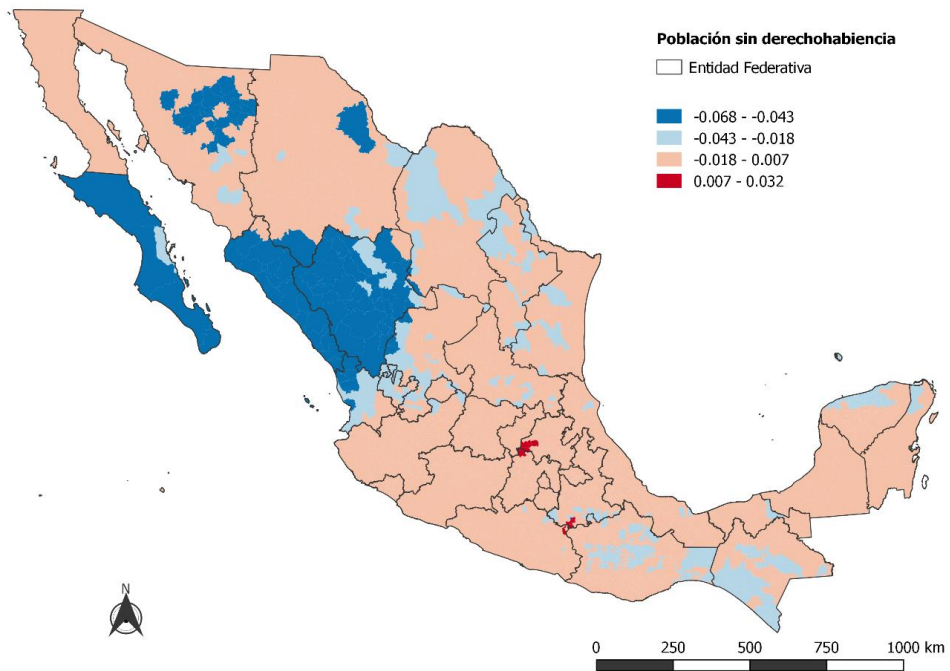 Población sin derechohabiencia
Entidad Federativa
-0.068 - -0.043
-0.043 - -0.018
-0.018 - 0.007
0.007 - 0.032
N
0 250 500 750 1000 km